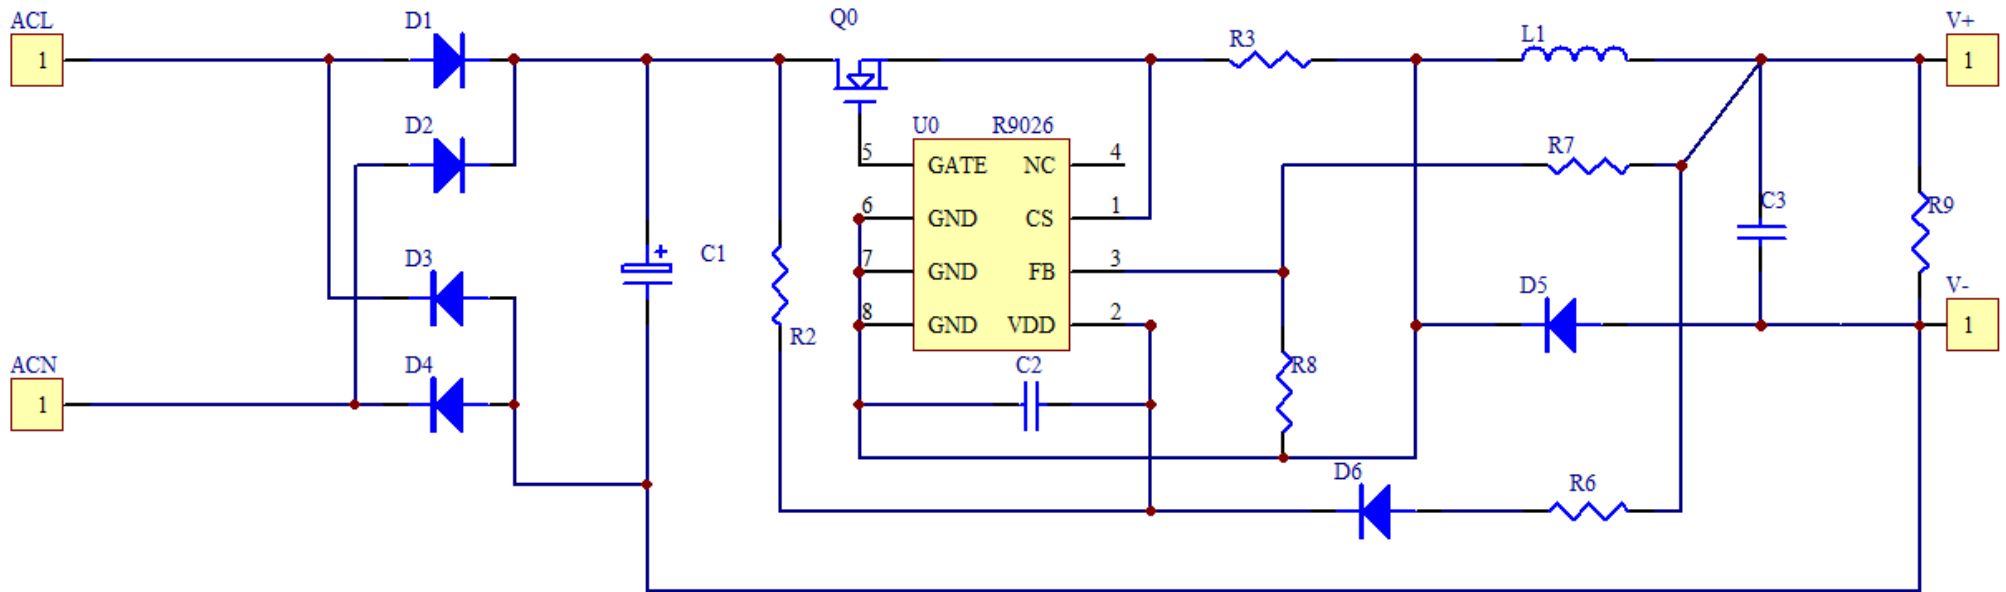 ACL
1
D1
D2
D3
D4
ACN
1
C1
+
R2
Q0
U0 R9026
5 GATE NC 4
6 GND CS 1
7 GND FB 3
8 GND VDD 2
C2
R3
L1
R7
R8
D5
D6
R6
C3
R9
V+
1
V-
1